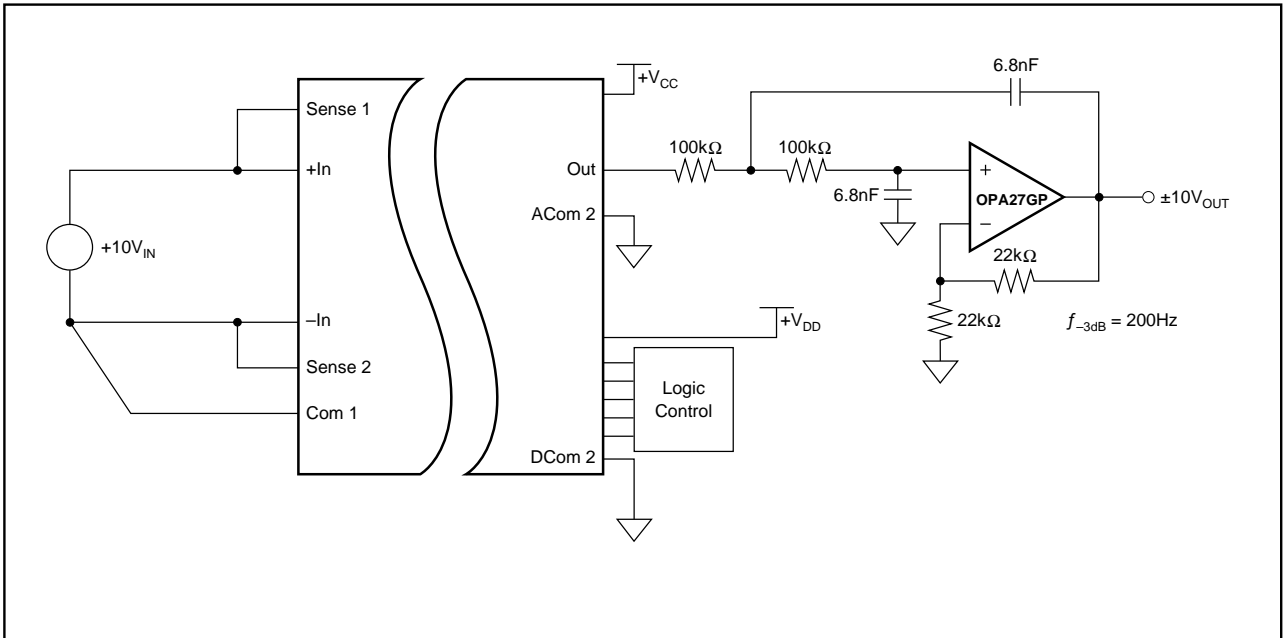 Sense 1
+In
+10V_IN
–In
Sense 2
Com 1
+V_CC
Out
ACom 2
+V_DD
Logic
Control
DCom 2
100kΩ
100kΩ
6.8nF
6.8nF
+
OPA27GP
–
±10V_OUT
22kΩ
22kΩ
ƒ_–3dB = 200Hz